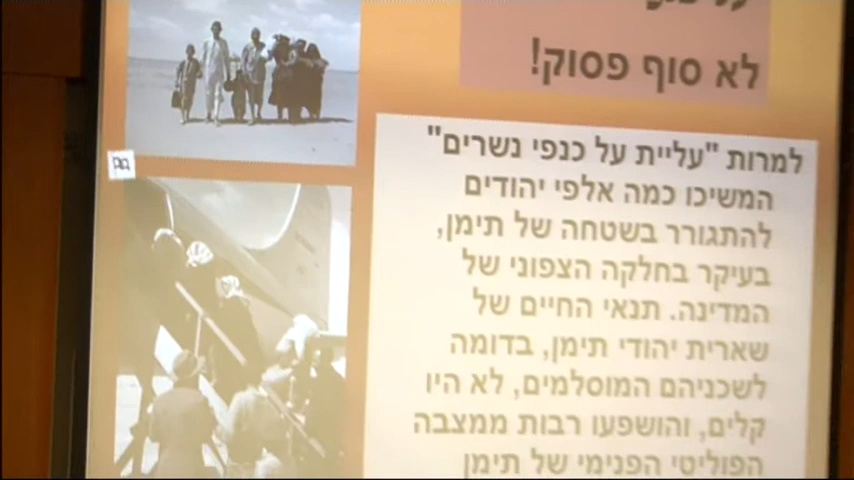 לא סוף פסוק!
למרות "עליית על כנפי נשרים"
המשיכו כמה אלפי יהודים
להתגורר בשטחה של תימן,
בעיקר בחלקה הצפוני של
המדינה. תנאי החיים של
שארית יהודי תימן, בדומה
לשכניהם המוסלמים, לא היו
קלים, והושפעו רבות ממצבה
הפוליטי הפנימי של תימן